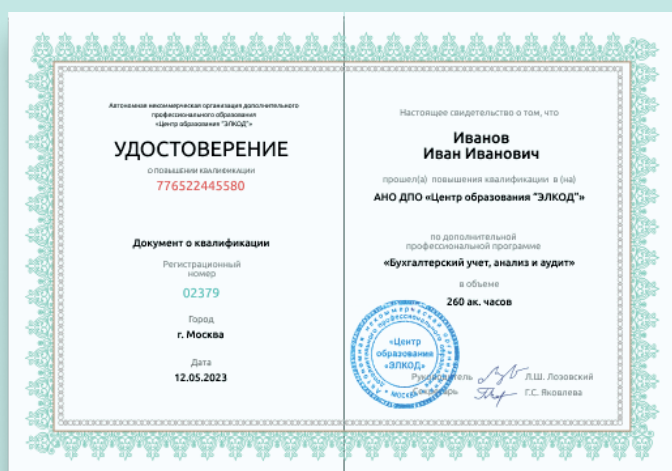 Автономная некоммерческая организация дополнительного
профессионального образования
«Центр образования "ЭЛКОД"»
УДОСТОВЕРЕНИЕ
О ПОВЫШЕНИИ КВАЛИФИКАЦИИ
776522445580
Документ о квалификации
Регистрационный
номер
02379
Город
г. Москва
Дата
12.05.2023
Настоящее свидетельство о том, что
Иванов
Иван Иванович
прошел(а) повышения квалификации в (на)
АНО ДПО «Центр образования "ЭЛКОД"»
по дополнительной
профессиональной программе
«Бухгалтерский учет, анализ и аудит»
в объеме
260 ак. часов
«Центр
образования
«ЭЛКОД»
МОСКВА
Руководитель Л.Ш. Лозовский
Секретарь Г.С. Яковлева